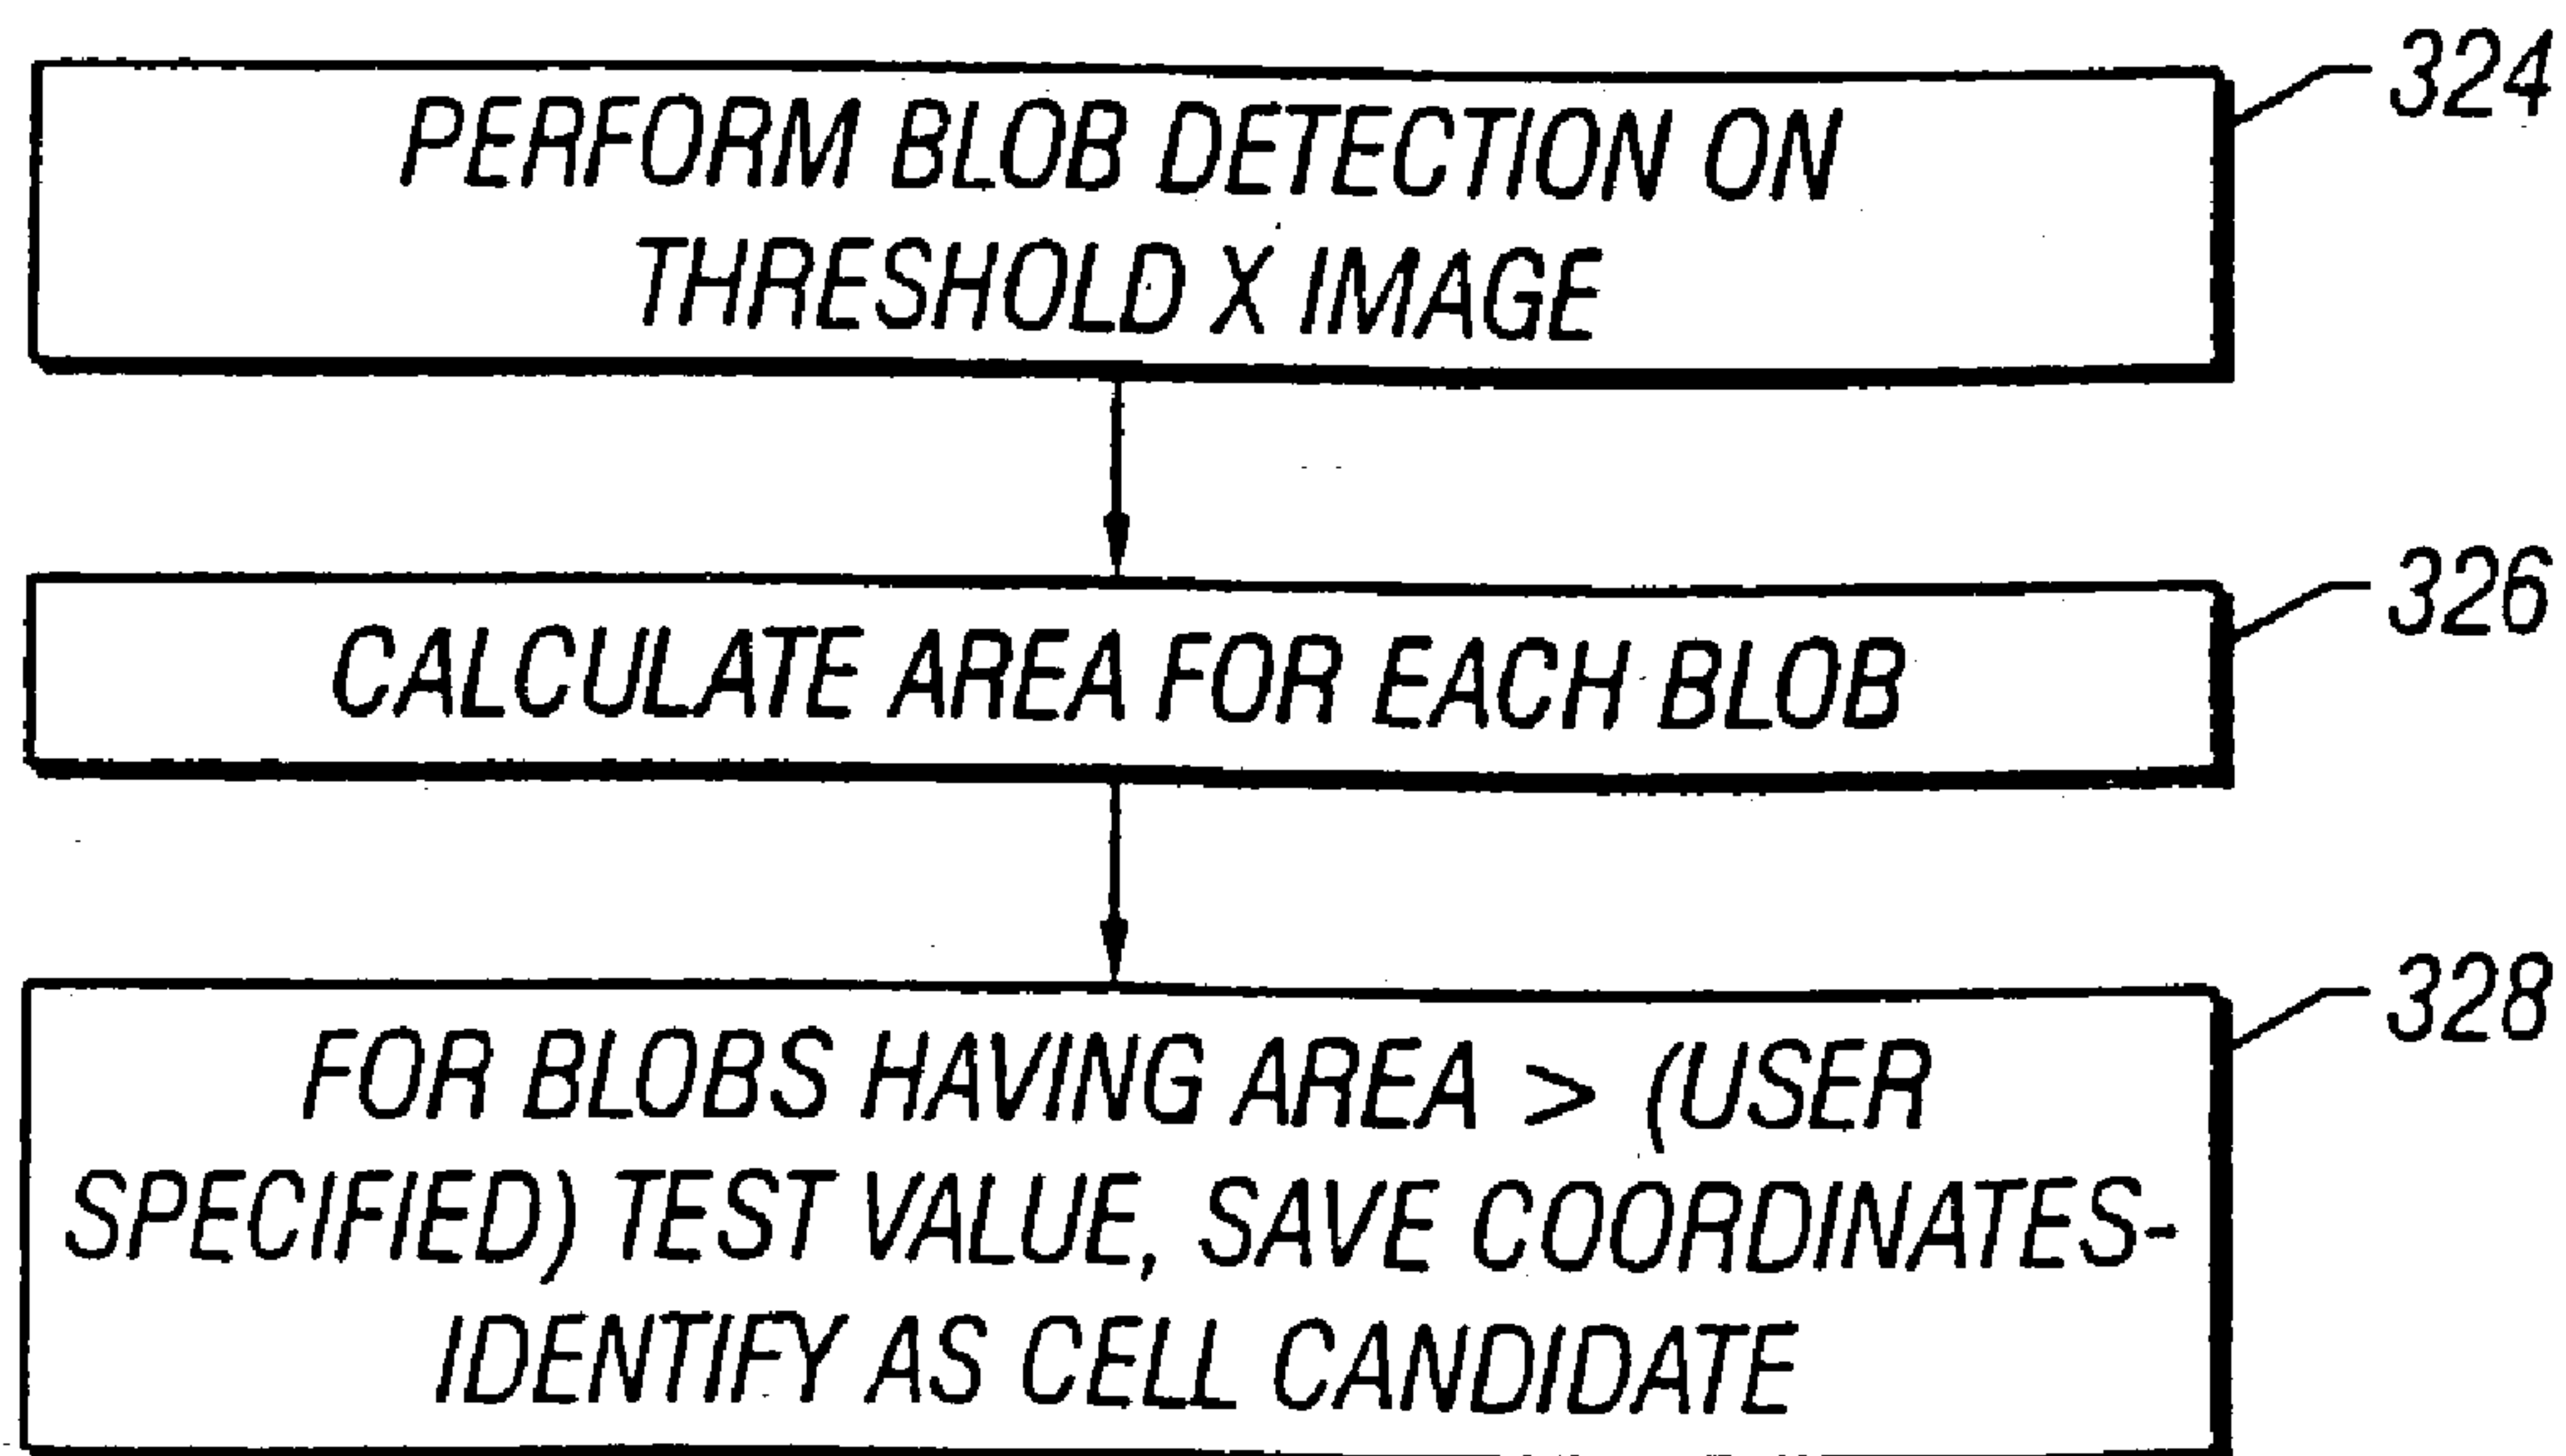 324
PERFORM BLOB DETECTION ON
THRESHOLD X IMAGE
326
CALCULATE AREA FOR EACH BLOB
328
FOR BLOBS HAVING AREA > (USER
SPECIFIED) TEST VALUE, SAVE COORDINATES-
IDENTIFY AS CELL CANDIDATE